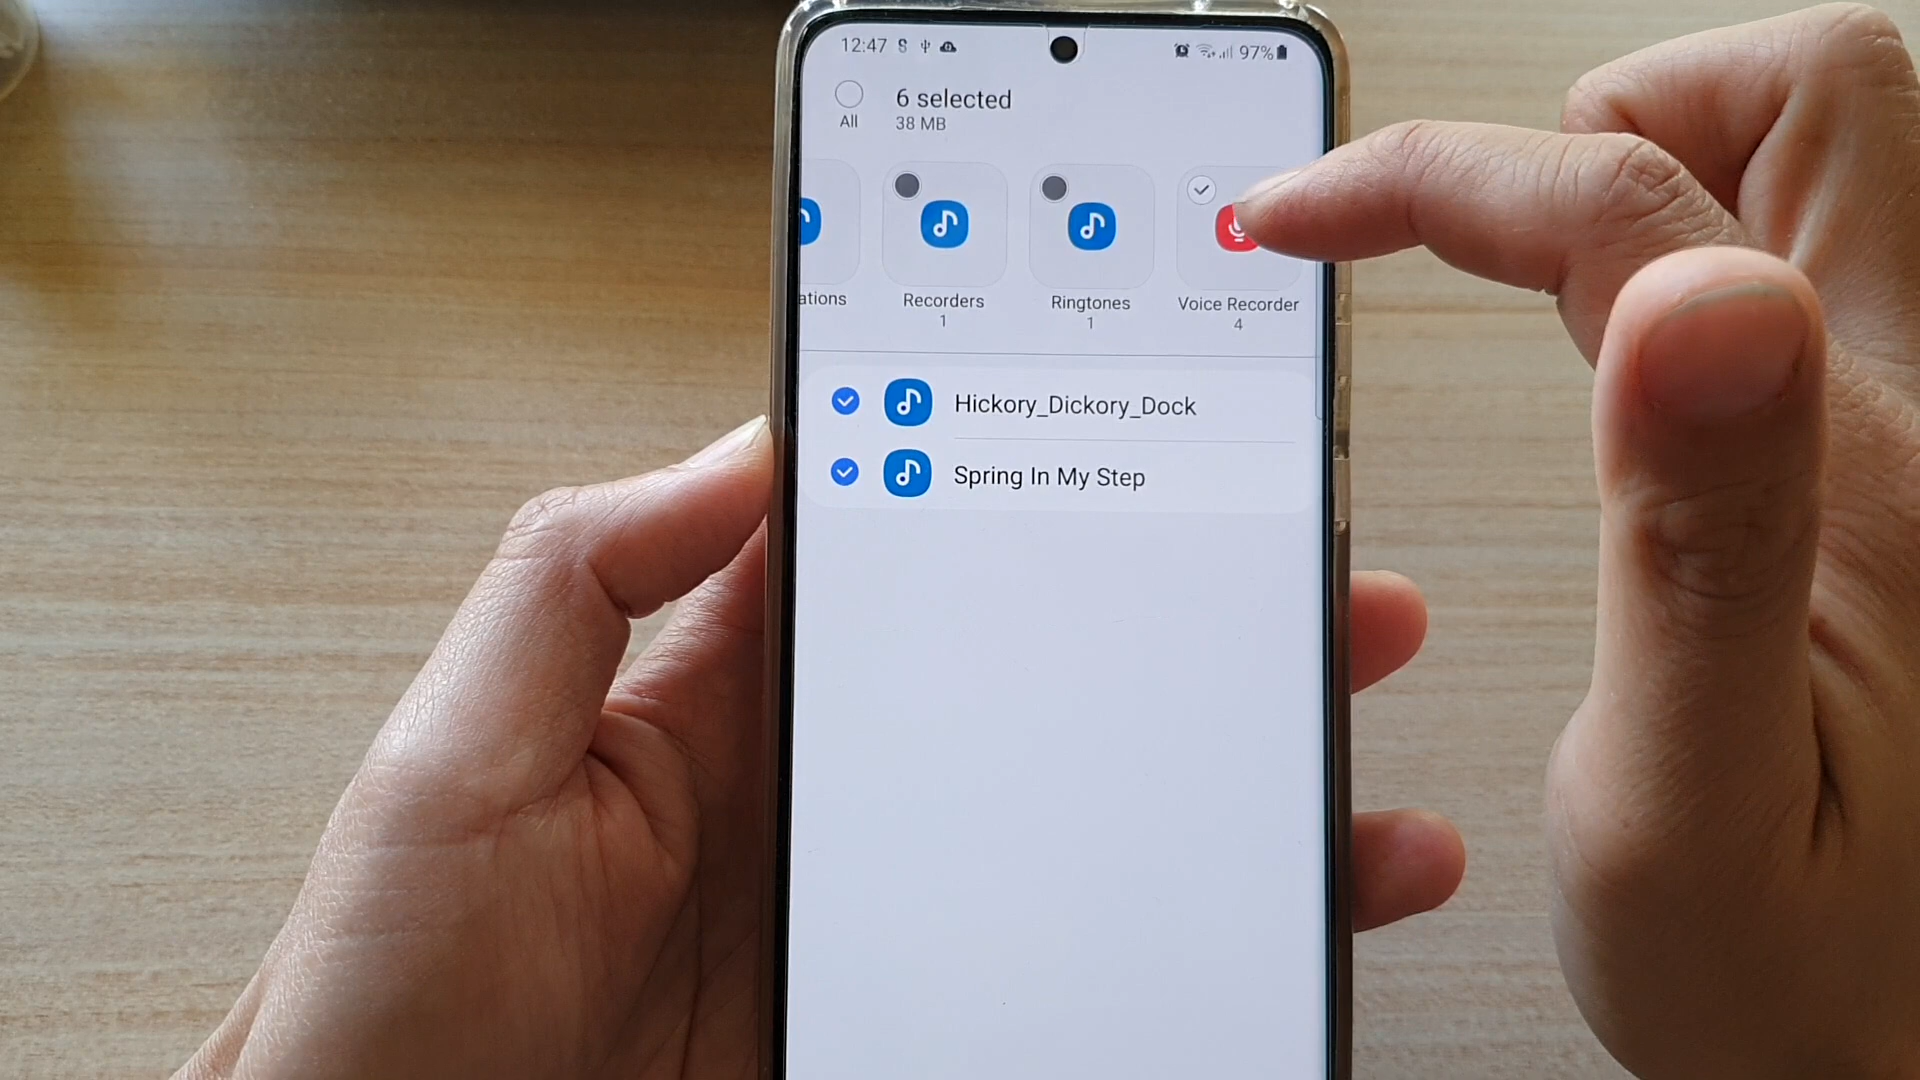 12:47
97%
6 selected
All
38 MB
ations
Recorders
1
Ringtones
1
Voice Recorder
4
Hickory_Dickory_Dock
Spring In My Step